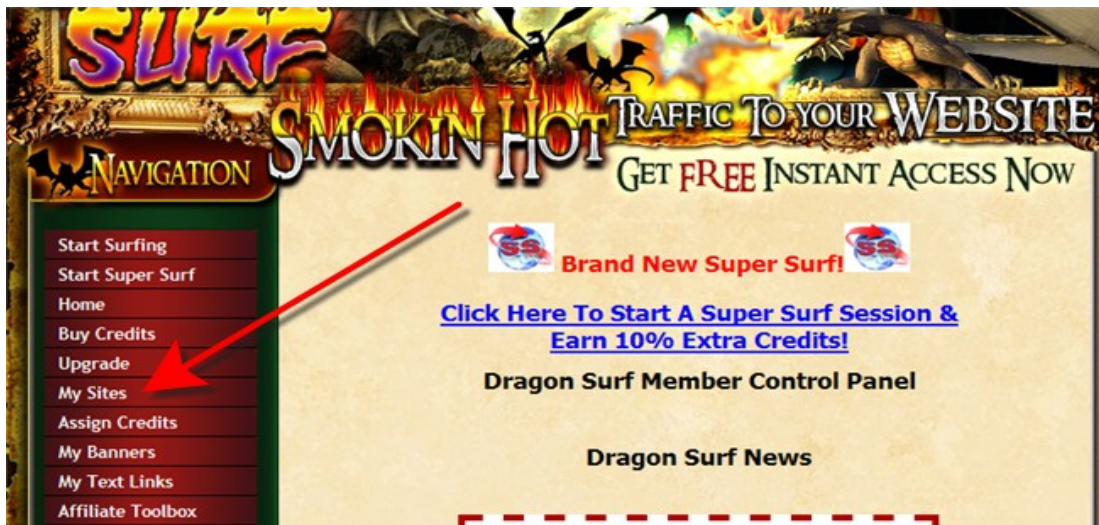 SURF
SMOKIN HOT TRAFFIC TO YOUR WEBSITE
GET FREE INSTANT ACCESS NOW
NAVIGATION
Start Surfing
Start Super Surf
Home
Buy Credits
Upgrade
My Sites
Assign Credits
My Banners
My Text Links
Affiliate Toolbox
SS Brand New Super Surf! SS
Click Here To Start A Super Surf Session &
Earn 10% Extra Credits!
Dragon Surf Member Control Panel
Dragon Surf News